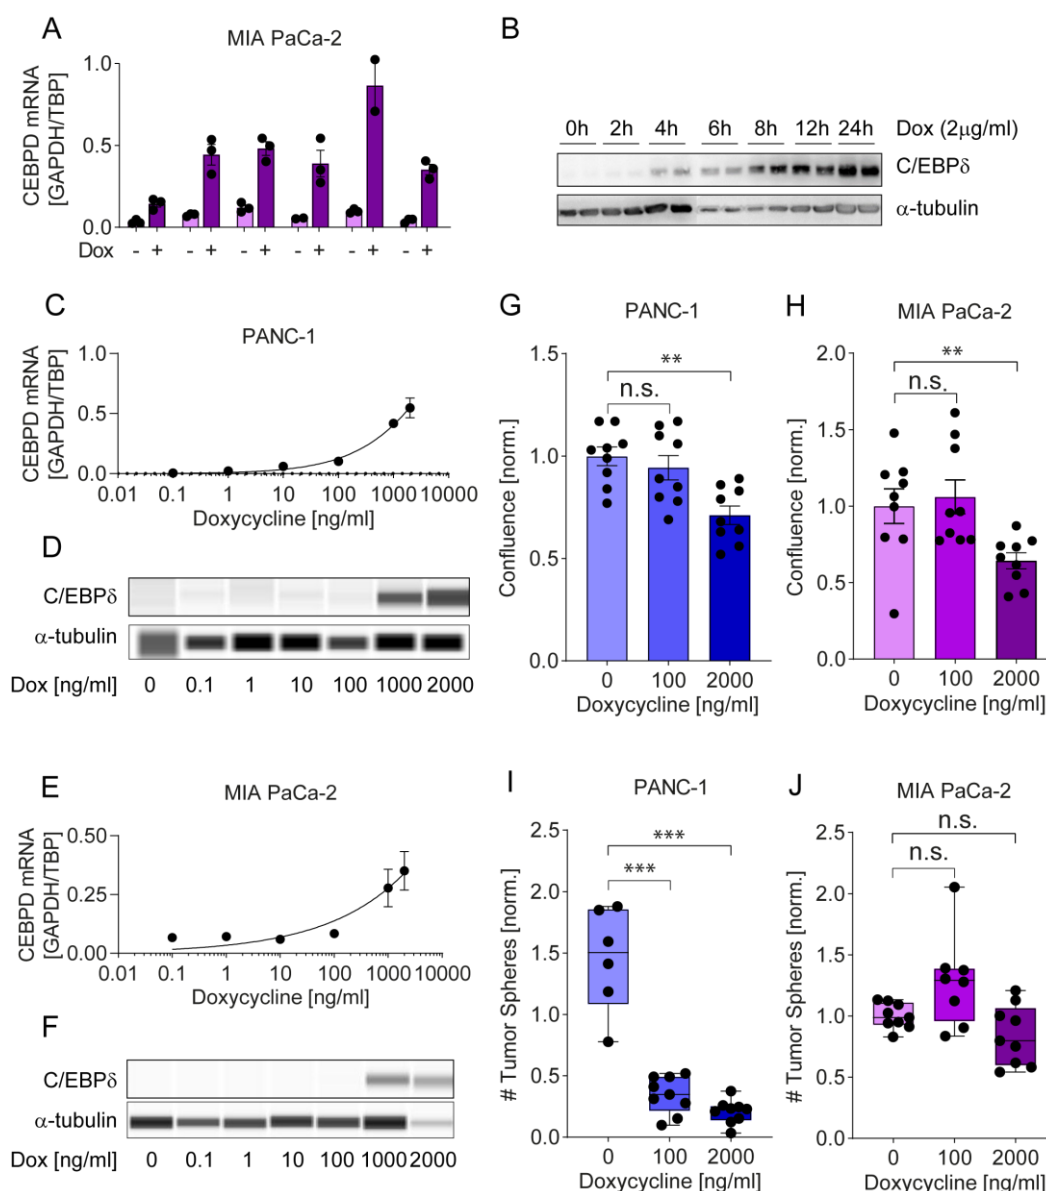 A
MIA PaCa-2
CEBPD mRNA
[GAPDH/TBP]
1.0
0.5
0.0
Dox - + - + - + - + - + - +
B
0h 2h 4h 6h 8h 12h 24h Dox (2µg/ml)
C/EBPδ
α-tubulin
C
PANC-1
CEBPD mRNA
[GAPDH/TBP]
1.0
0.5
0.0
0.01 0.1 1 10 100 1000 10000
Doxycycline [ng/ml]
D
C/EBPδ
α-tubulin
Dox [ng/ml] 0 0.1 1 10 100 1000 2000
G
PANC-1
Confluence [norm.]
1.5
1.0
0.5
0.0
**
n.s.
0 100 2000
Doxycycline [ng/ml]
H
MIA PaCa-2
Confluence [norm.]
2.0
1.5
1.0
0.5
0.0
**
n.s.
0 100 2000
Doxycycline [ng/ml]
E
MIA PaCa-2
CEBPD mRNA
[GAPDH/TBP]
0.50
0.25
0.00
0.01 0.1 1 10 100 1000 10000
Doxycycline [ng/ml]
F
C/EBPδ
α-tubulin
Dox [ng/ml] 0 0.1 1 10 100 1000 2000
I
PANC-1
# Tumor Spheres [norm.]
2.5
2.0
1.5
1.0
0.5
0.0
***
***
0 100 2000
Doxycycline [ng/ml]
J
MIA PaCa-2
# Tumor Spheres [norm.]
2.5
2.0
1.5
1.0
0.5
0.0
n.s.
n.s.
0 100 2000
Doxycycline [ng/ml]